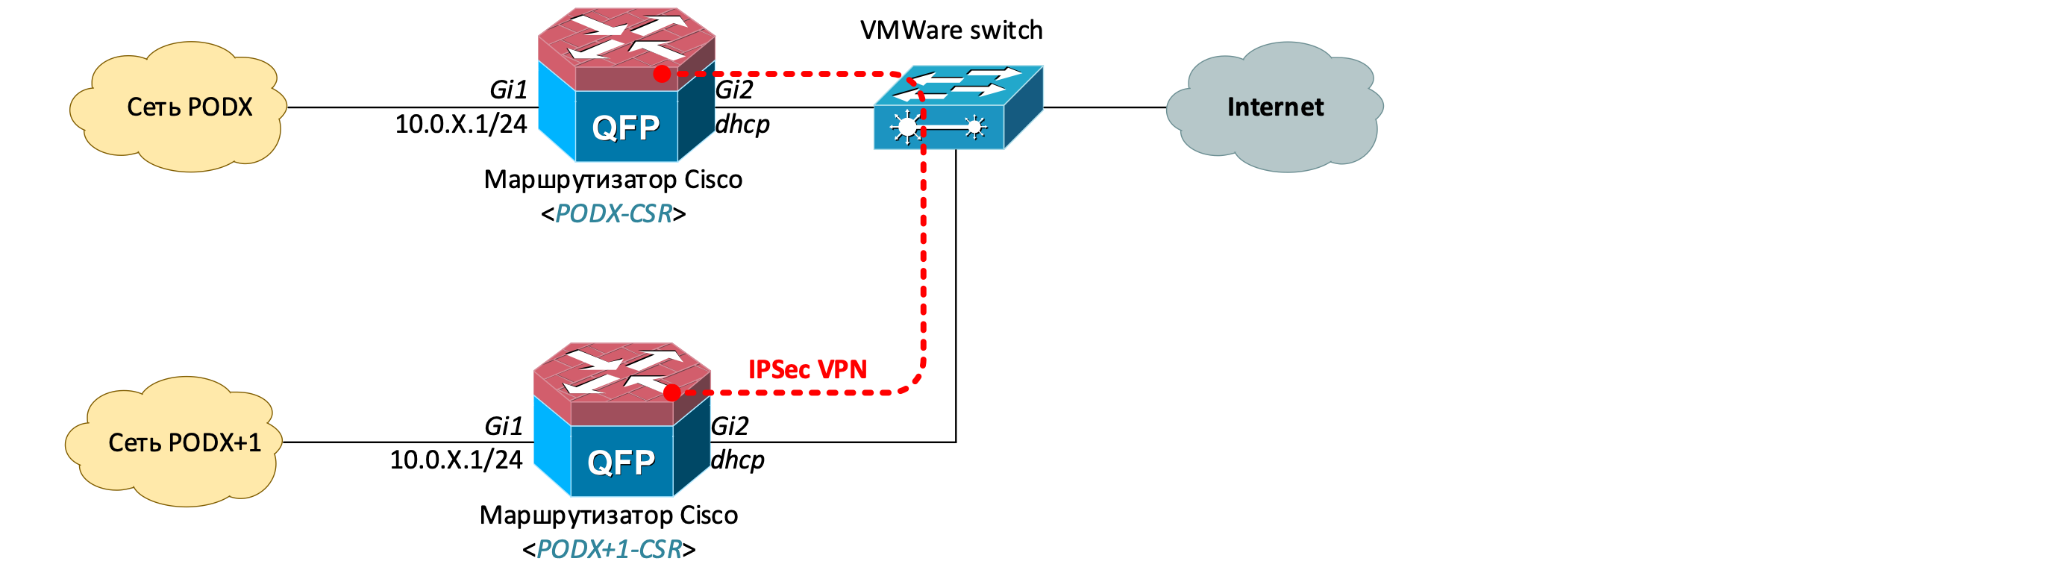 VMWare switch
Сеть PODX
Gi1
10.0.X.1/24
QFP
Gi2
dhcp
Internet
Маршрутизатор Cisco
<PODX-CSR>
IPSec VPN
Сеть PODX+1
Gi1
10.0.X.1/24
QFP
Gi2
dhcp
Маршрутизатор Cisco
<PODX+1-CSR>